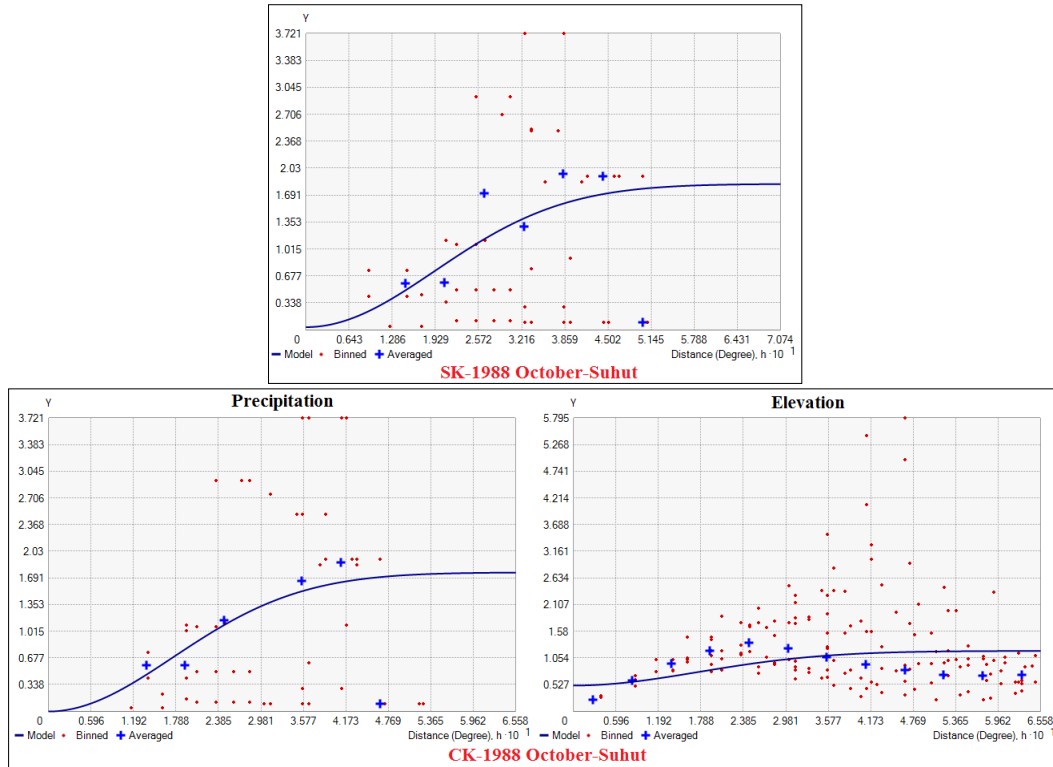 γ
3.721
3.383
3.045
2.706
2.368
2.03
1.691
1.353
1.015
0.677
0.338
0 0.643 1.286 1.929 2.572 3.216 3.859 4.502 5.145 5.788 6.431 7.074
Model Binned Averaged Distance (Degree), h · 10 ¹
SK-1988 October-Suhut
Precipitation
γ
3.721
3.383
3.045
2.706
2.368
2.03
1.691
1.353
1.015
0.677
0.338
0 0.596 1.192 1.788 2.385 2.981 3.577 4.173 4.769 5.365 5.962 6.558
Model Binned Averaged Distance (Degree), h · 10 ¹
Elevation
γ
5.795
5.268
4.741
4.214
3.688
3.161
2.634
2.107
1.58
1.054
0.527
0 0.596 1.192 1.788 2.385 2.981 3.577 4.173 4.769 5.365 5.962 6.558
Model Binned Averaged Distance (Degree), h · 10 ¹
CK-1988 October-Suhut